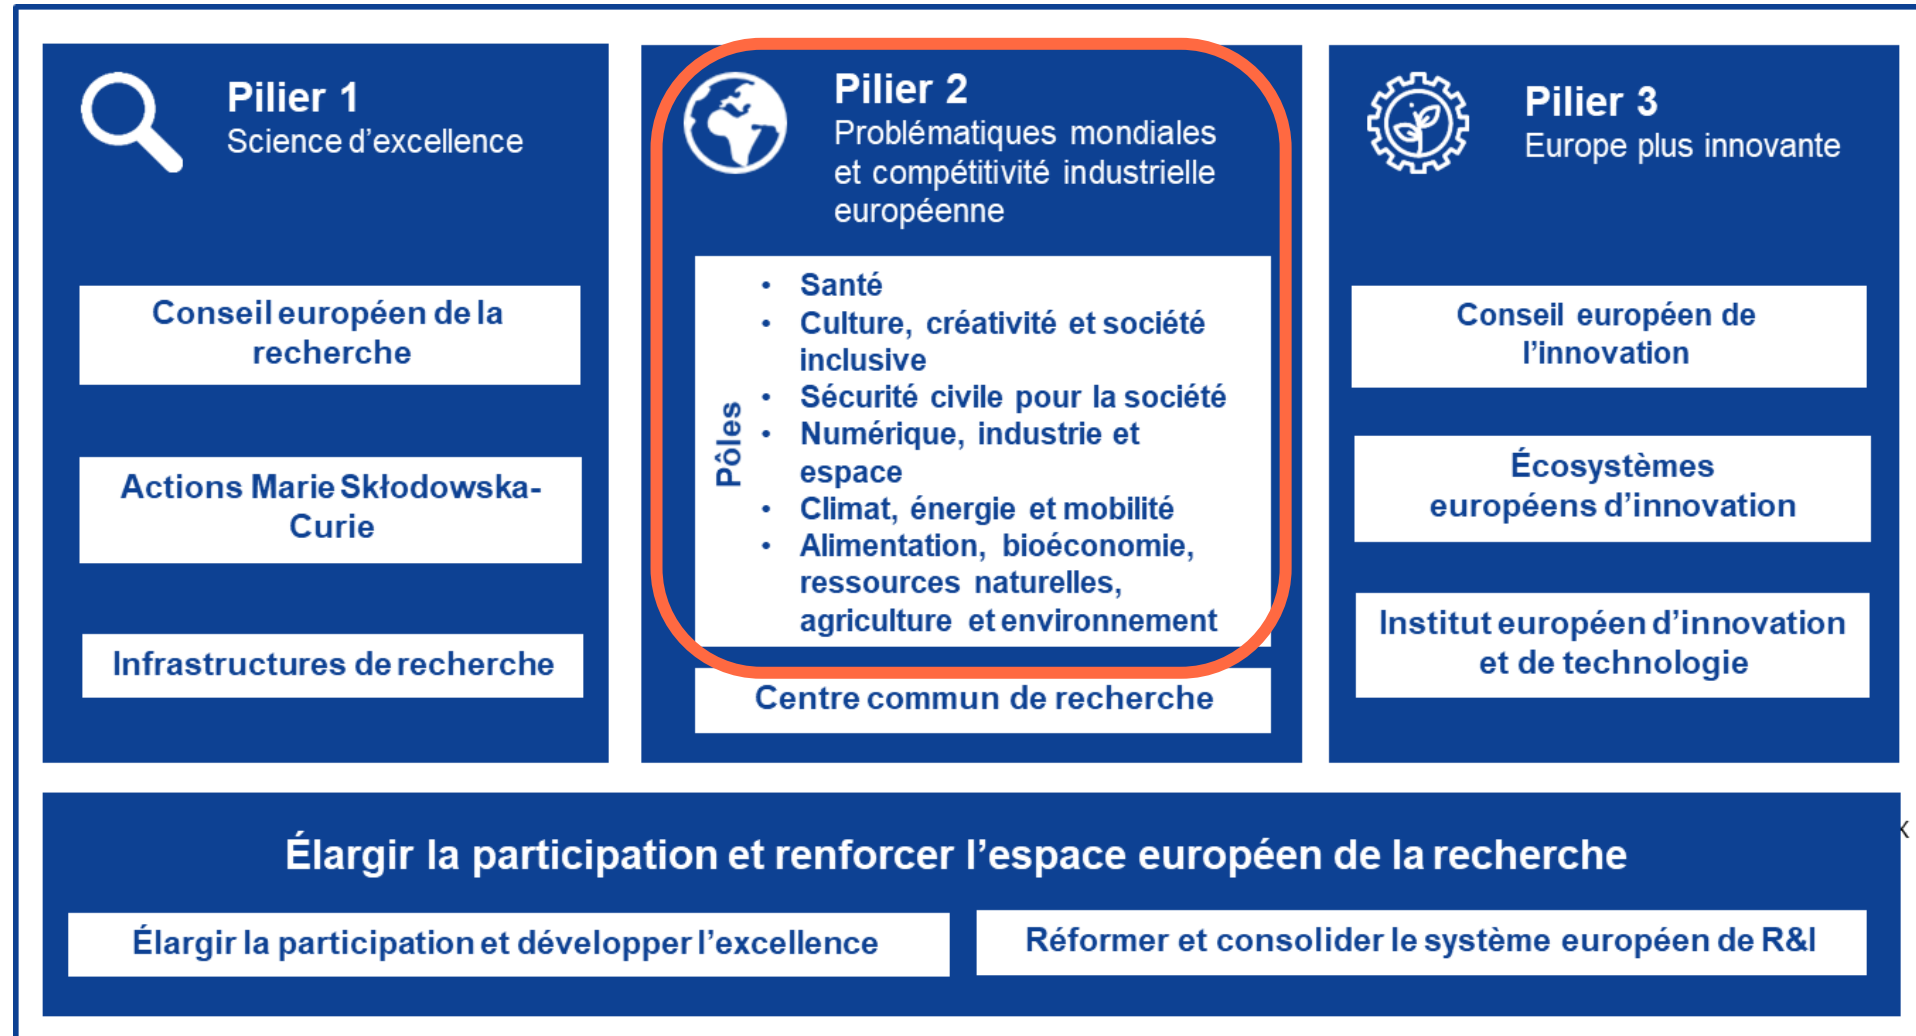 Pilier 1
Science d'excellence
Conseil européen de la
recherche
Actions Marie Skłodowska-
Curie
Infrastructures de recherche
Pilier 2
Problématiques mondiales
et compétitivité industrielle
européenne
Pôles
• Santé
• Culture, créativité et société
inclusive
• Sécurité civile pour la société
• Numérique, industrie et
espace
• Climat, énergie et mobilité
• Alimentation, bioéconomie,
ressources naturelles,
agriculture et environnement
Centre commun de recherche
Pilier 3
Europe plus innovante
Conseil européen de
l'innovation
Écosystèmes
européens d'innovation
Institut européen d'innovation
et de technologie
Élargir la participation et renforcer l'espace européen de la recherche
Élargir la participation et développer l'excellence
Réformer et consolider le système européen de R&I